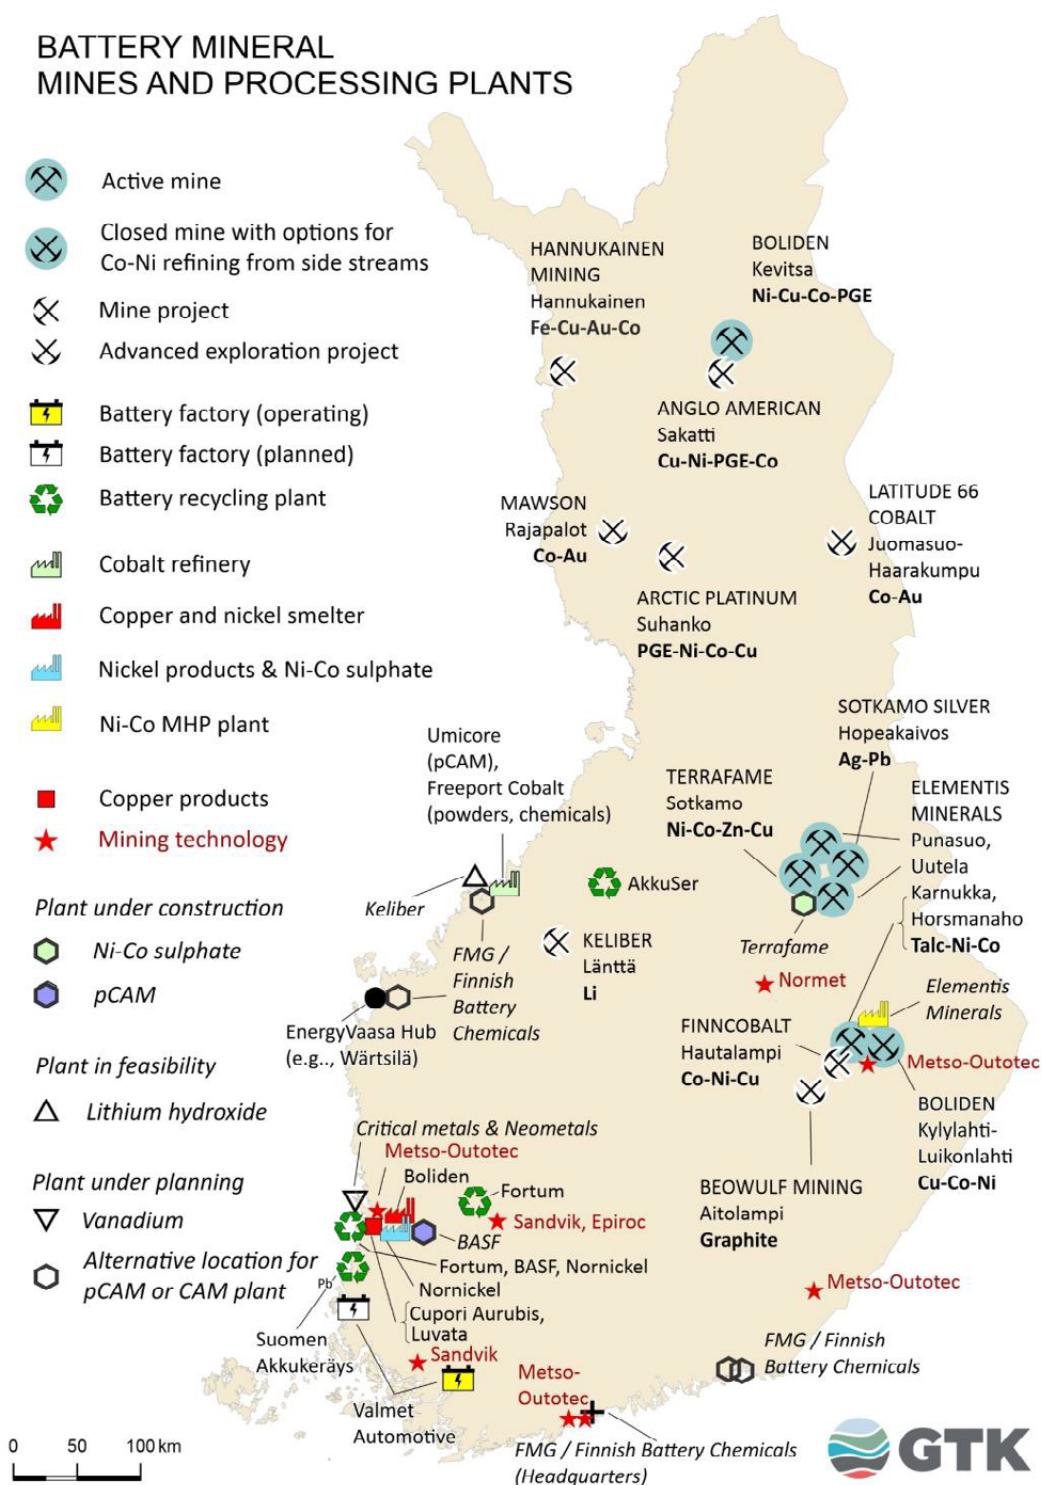 BATTERY MINERAL
MINES AND PROCESSING PLANTS
Active mine
Closed mine with options for
Co-Ni refining from side streams
Mine project
Advanced exploration project
Battery factory (operating)
Battery factory (planned)
Battery recycling plant
Cobalt refinery
Copper and nickel smelter
Nickel products & Ni-Co sulphate
Ni-Co MHP plant
Copper products
Mining technology
Plant under construction
Ni-Co sulphate
pCAM
Plant in feasibility
Lithium hydroxide
Plant under planning
Vanadium
Alternative location for
pCAM or CAM plant
0 50 100 km
HANNUKAINEN
MINING
Hannukainen
Fe-Cu-Au-Co
BOLIDEN
Kevitsa
Ni-Cu-Co-PGE
ANGLO AMERICAN
Sakatti
Cu-Ni-PGE-Co
MAWSON
Rajapalot
Co-Au
LATITUDE 66
COBALT
Juomasuo-
Haarakumpu
Co-Au
ARCTIC PLATINUM
Suhanko
PGE-Ni-Co-Cu
SOTKAMO SILVER
Hopeakaivos
Ag-Pb
Umicore
(pCAM),
Freeport Cobalt
(powders, chemicals)
TERRAFAME
Sotkamo
Ni-Co-Zn-Cu
ELEMENTIS
MINERALS
Punasuo,
Uutela
Karnukka,
Horsmanaho
Talc-Ni-Co
Keliber
AkkuSer
Terrafame
FMG /
Finnish
Battery
Chemicals
KELIBER
Länttä
Li
Normet
Elementis
Minerals
EnergyVaasa Hub
(e.g.., Wärtsilä)
FINNCOBALT
Hautalampi
Co-Ni-Cu
Metso-Outotec
BOLIDEN
Kylylahti-
Luikonlahti
Cu-Co-Ni
Critical metals & Neometals
Metso-Outotec
Boliden
Fortum
Sandvik, Epiroc
BASF
Fortum, BASF, Nornickel
Nornickel
Cupori Aurubis,
Luvata
Pb
Suomen
Akkukeräys
Sandvik
Valmet
Automotive
BEOWULF MINING
Aitolampi
Graphite
Metso-Outotec
FMG / Finnish
Battery Chemicals
Metso-
Outotec
FMG / Finnish Battery Chemicals
(Headquarters)
GTK